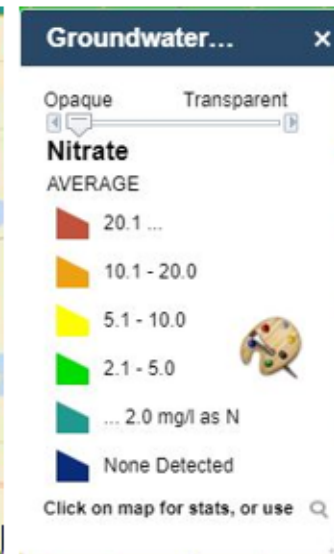 Groundwater... ×
Opaque Transparent
Nitrate
AVERAGE
20.1 ...
10.1 - 20.0
5.1 - 10.0
2.1 - 5.0
... 2.0 mg/l as N
None Detected
Click on map for stats, or use